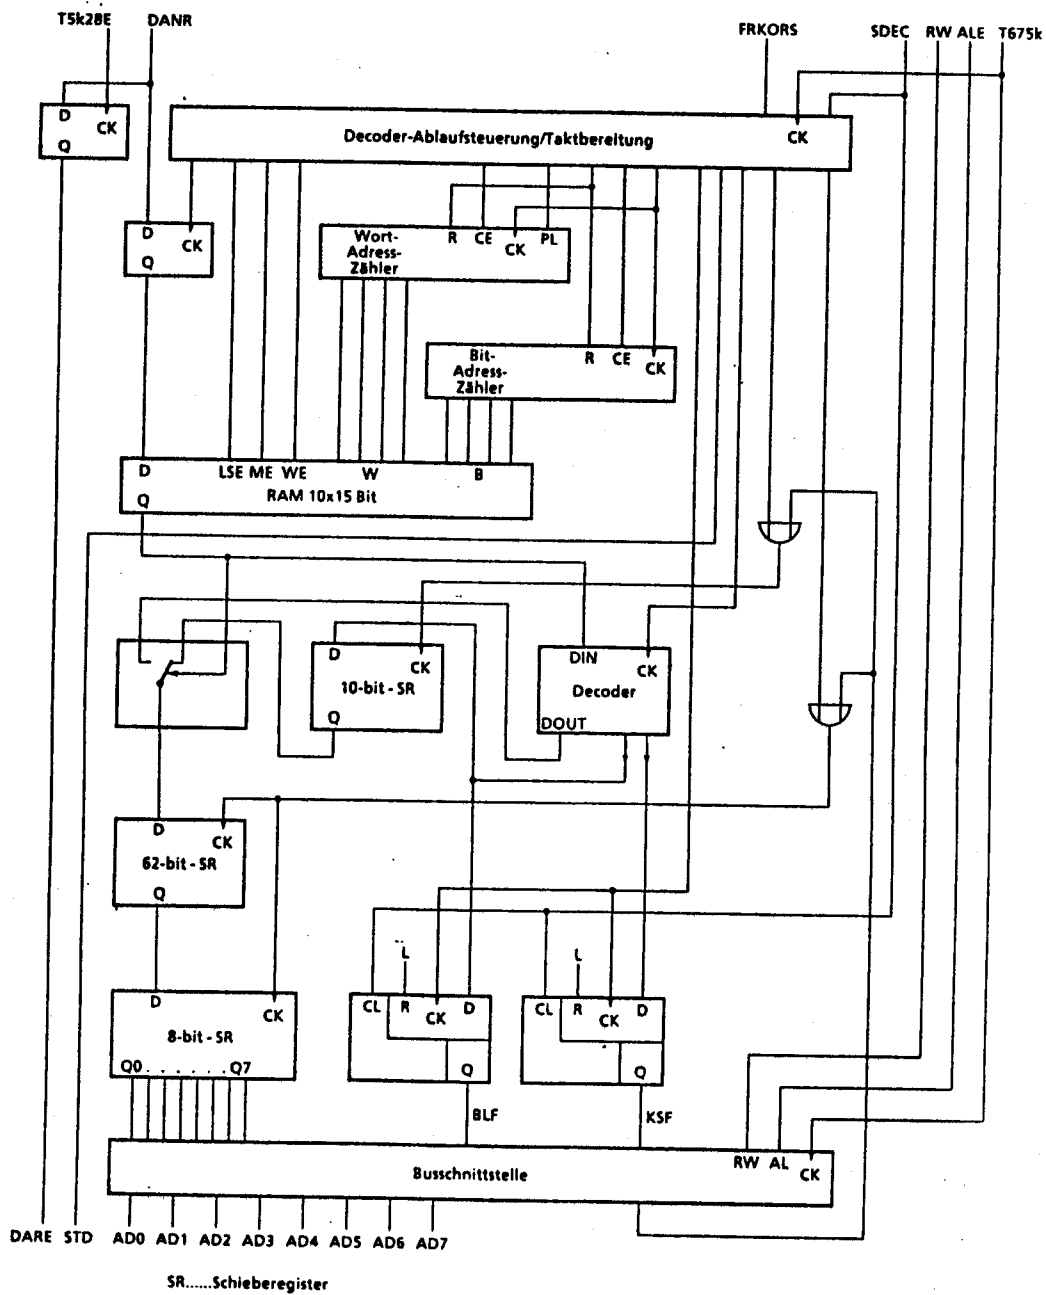 T5k28E DANR FRKORS SDEC RW ALE T675k
D CK
Q
Decoder-Ablaufsteuerung/Taktbereitung CK
D CK
Q
Wort-
Adress-
Zähler
R CE CK PL
Bit-
Adress-
Zähler
R CE CK
D LSE ME WE W B
RAM 10x15 Bit
Q
D CK
10-bit - SR
Q
DIN CK
Decoder
DOUT
D CK
62-bit - SR
Q
D CK
8-bit - SR
Q0 . . . . . . Q7
L
CL R CK D
Q
L
CL R CK D
Q
BLF KSF
RW AL CK
Busschnittstelle
DARE STD AD0 AD1 AD2 AD3 AD4 AD5 AD6 AD7
SR......Schieberegister